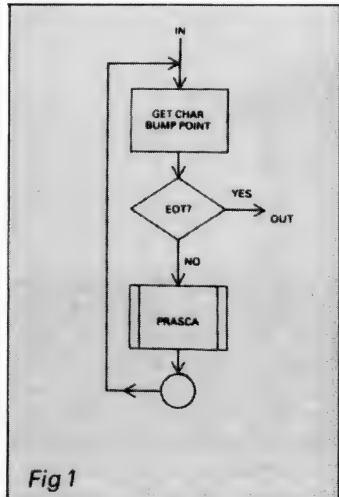 IN
GET CHAR
BUMP POINT
EOT?
YES
OUT
NO
PRASCA
Fig 1